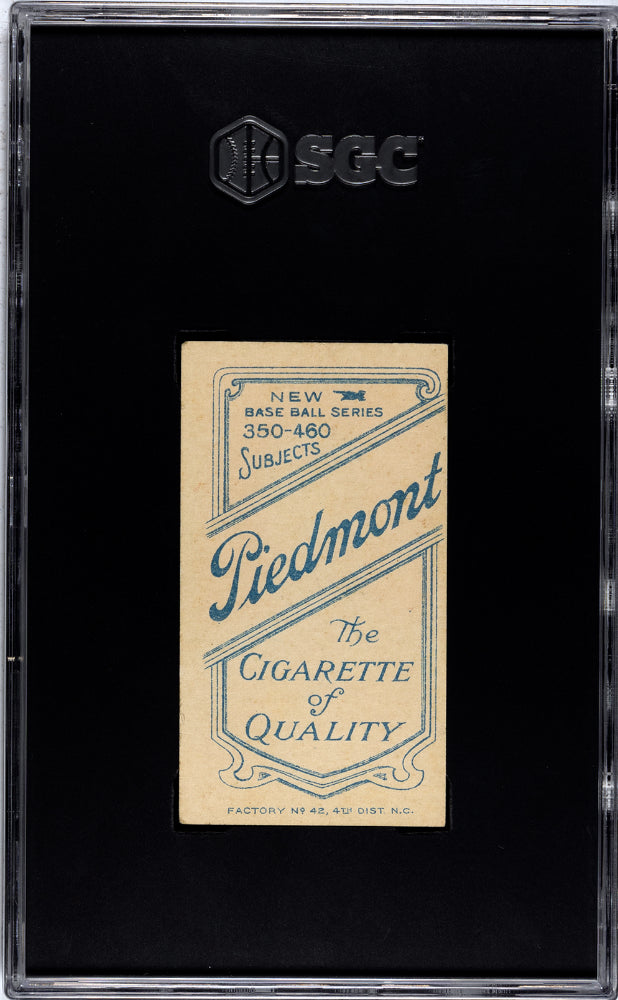 SGC
NEW
BASE BALL SERIES
350-460
SUBJECTS
Piedmont
The
CIGARETTE
of
QUALITY
FACTORY Nº 42, 4TH DIST. N.C.